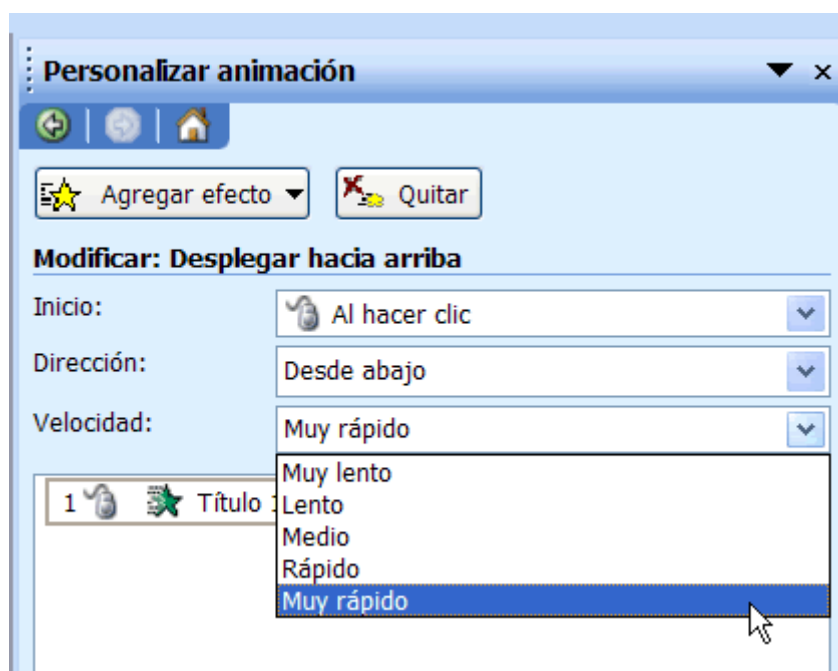 Personalizar animación
Agregar efecto
Quitar
Modificar: Desplegar hacia arriba
Inicio:
Al hacer clic
Dirección:
Desde abajo
Velocidad:
Muy rápido
Muy lento
1 Título
Lento
Medio
Rápido
Muy rápido